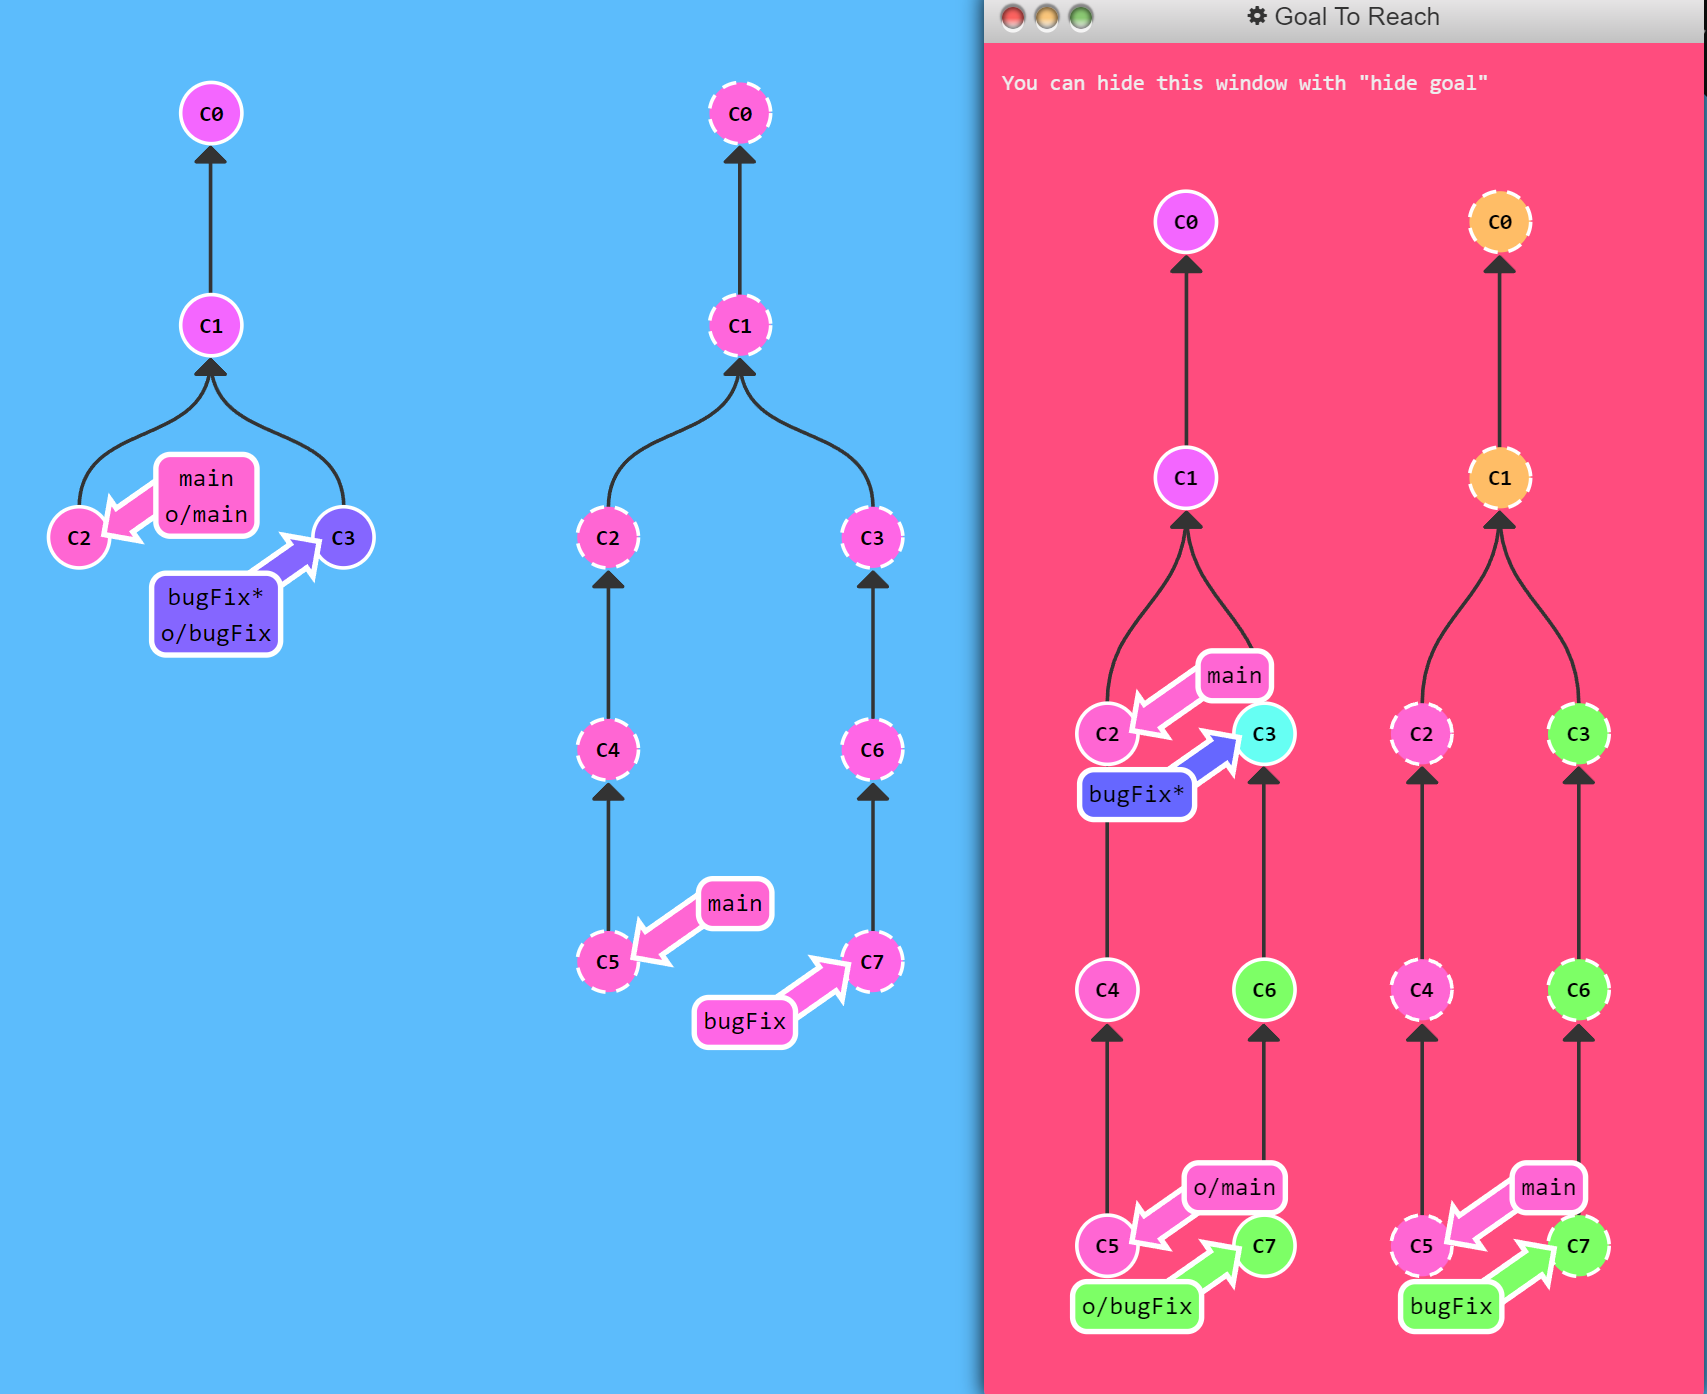 C0
C1
main
o/main
C2
C3
bugFix*
o/bugFix
C0
C1
C2
C3
C4
C6
main
C5
C7
bugFix
Goal To Reach
You can hide this window with "hide goal"
C0
C1
main
C2
C3
bugFix*
C4
C6
o/main
C5
C7
o/bugFix
C0
C1
C2
C3
C4
C6
main
C5
C7
bugFix